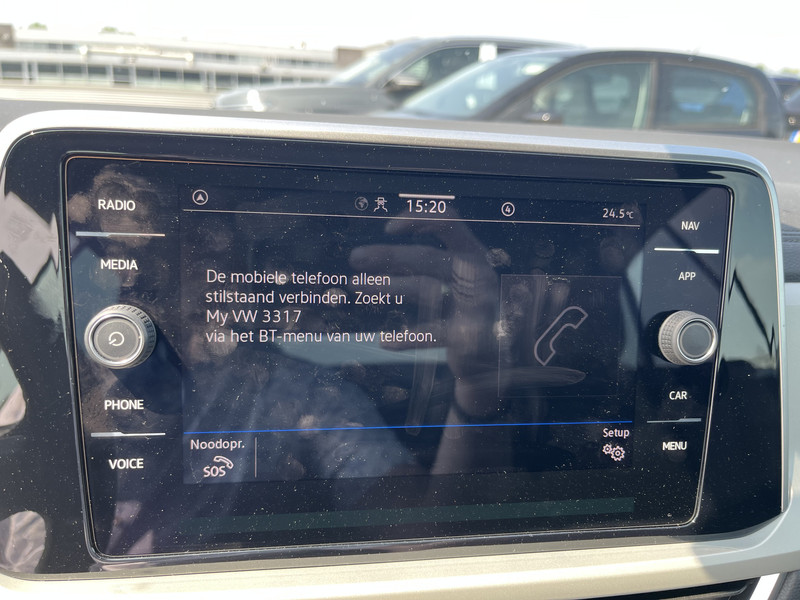 RADIO
MEDIA
PHONE
VOICE
15:20
4
24.5°C
De mobiele telefoon alleen
stilstaand verbinden. Zoekt u
My VW 3317
via het BT-menu van uw telefoon.
Noodopr.
SOS
Setup
NAV
APP
CAR
MENU